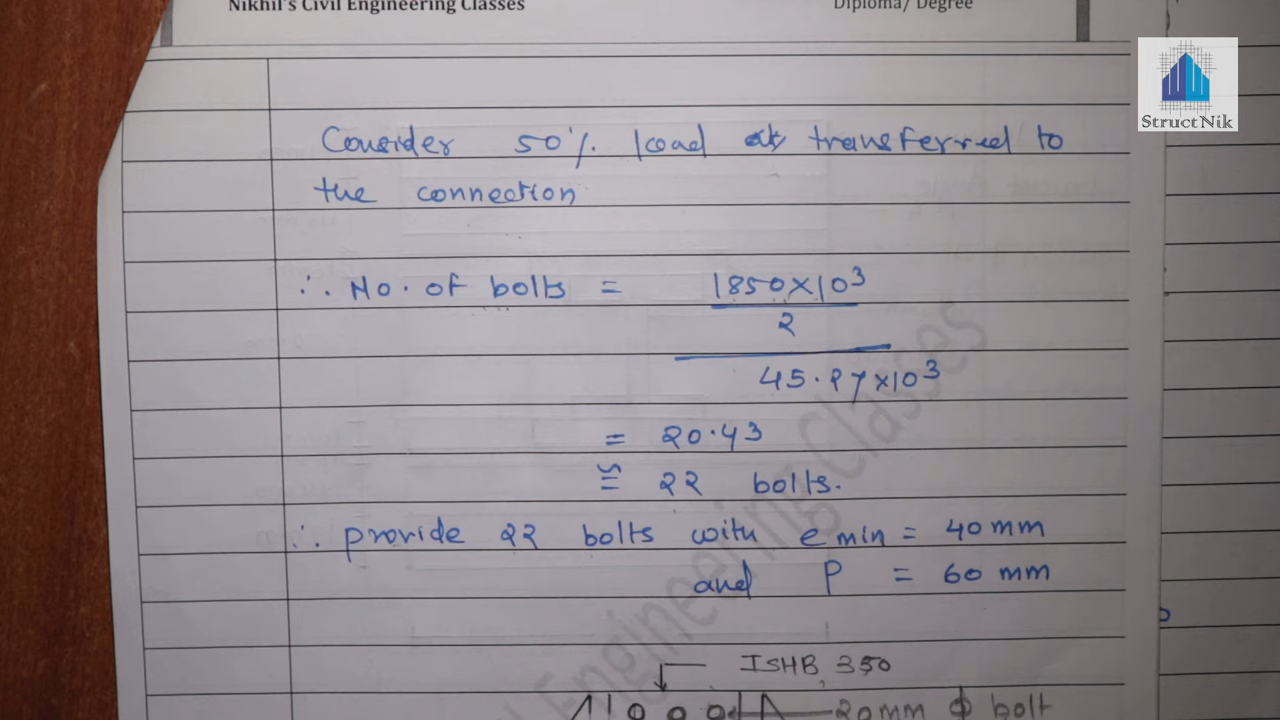 Nikhil's Civil Engineering Classes Diploma/ Degree
StructNik
Consider 50% load transferred to
the connection
∴ No. of bolts = 1850×10³
2
45.27×10³
= 20.43
≅ 22 bolts.
∴ provide 22 bolts with e min = 40 mm
and P = 60 mm
ISHB, 350
20mm ϕ bolt
Engineering Classes